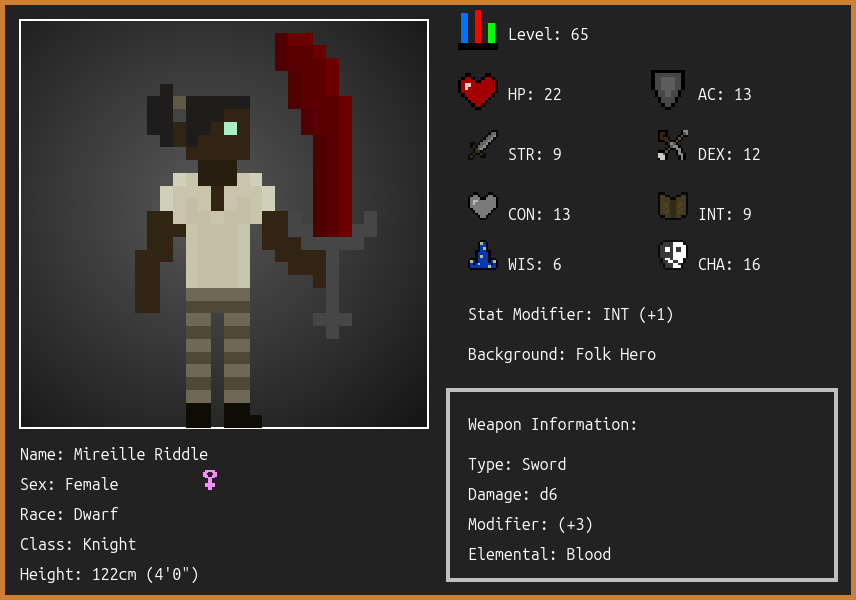 Level: 65
HP: 22
AC: 13
STR: 9
DEX: 12
CON: 13
INT: 9
WIS: 6
CHA: 16
Stat Modifier: INT (+1)
Background: Folk Hero
Weapon Information:
Type: Sword
Damage: d6
Modifier: (+3)
Elemental: Blood
Name: Mireille Riddle
Sex: Female
Race: Dwarf
Class: Knight
Height: 122cm (4'0")